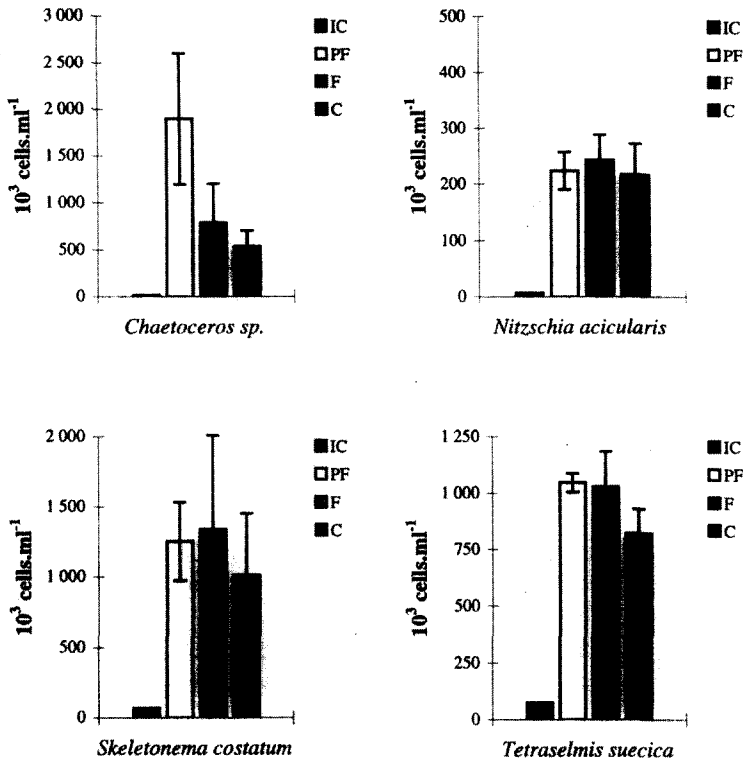 3 000
2 500
2 000
1 500
1 000
500
0
10³ cells.ml⁻¹
IC
PF
F
C
Chaetoceros sp.
500
400
300
200
100
0
10³ cells.ml⁻¹
IC
PF
F
C
Nitzschia acicularis
2 000
1 500
1 000
500
0
10³ cells.ml⁻¹
IC
PF
F
C
Skeletonema costatum
1 250
1 000
750
500
250
0
10³ cells.ml⁻¹
IC
PF
F
C
Tetraselmis suecica